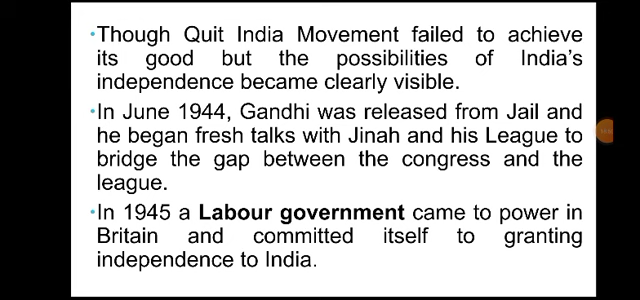 •Though Quit India Movement failed to achieve
its good but the possibilities of India's
independence became clearly visible.
•In June 1944, Gandhi was released from Jail and
he began fresh talks with Jinah and his League to
bridge the gap between the congress and the
league.
•In 1945 a Labour government came to power in
Britain and committed itself to granting
independence to India.